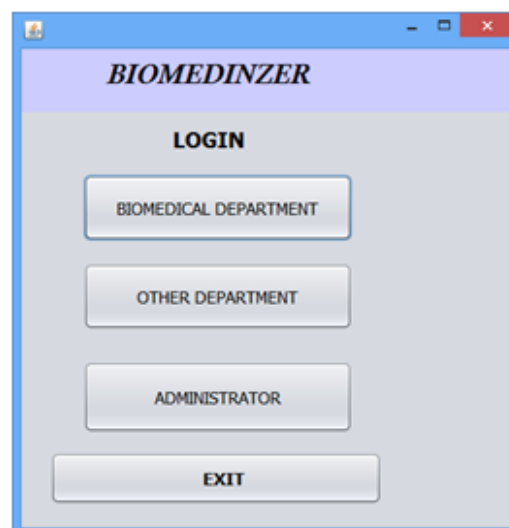 BIOMEDINZER
LOGIN
BIOMEDICAL DEPARTMENT
OTHER DEPARTMENT
ADMINISTRATOR
EXIT